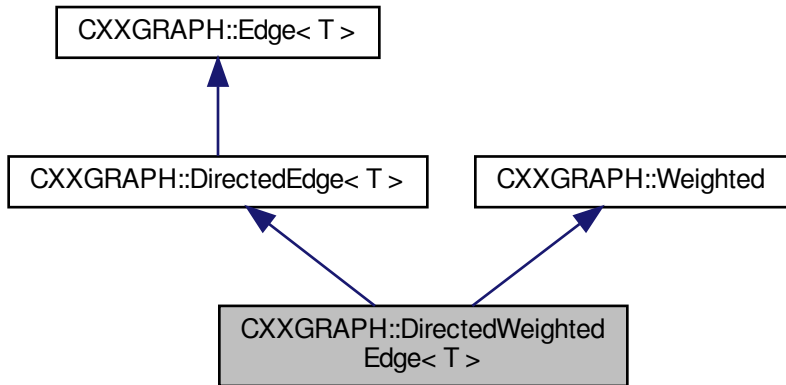 CXXGRAPH::Edge< T >
CXXGRAPH::DirectedEdge< T >
CXXGRAPH::Weighted
CXXGRAPH::DirectedWeighted
Edge< T >